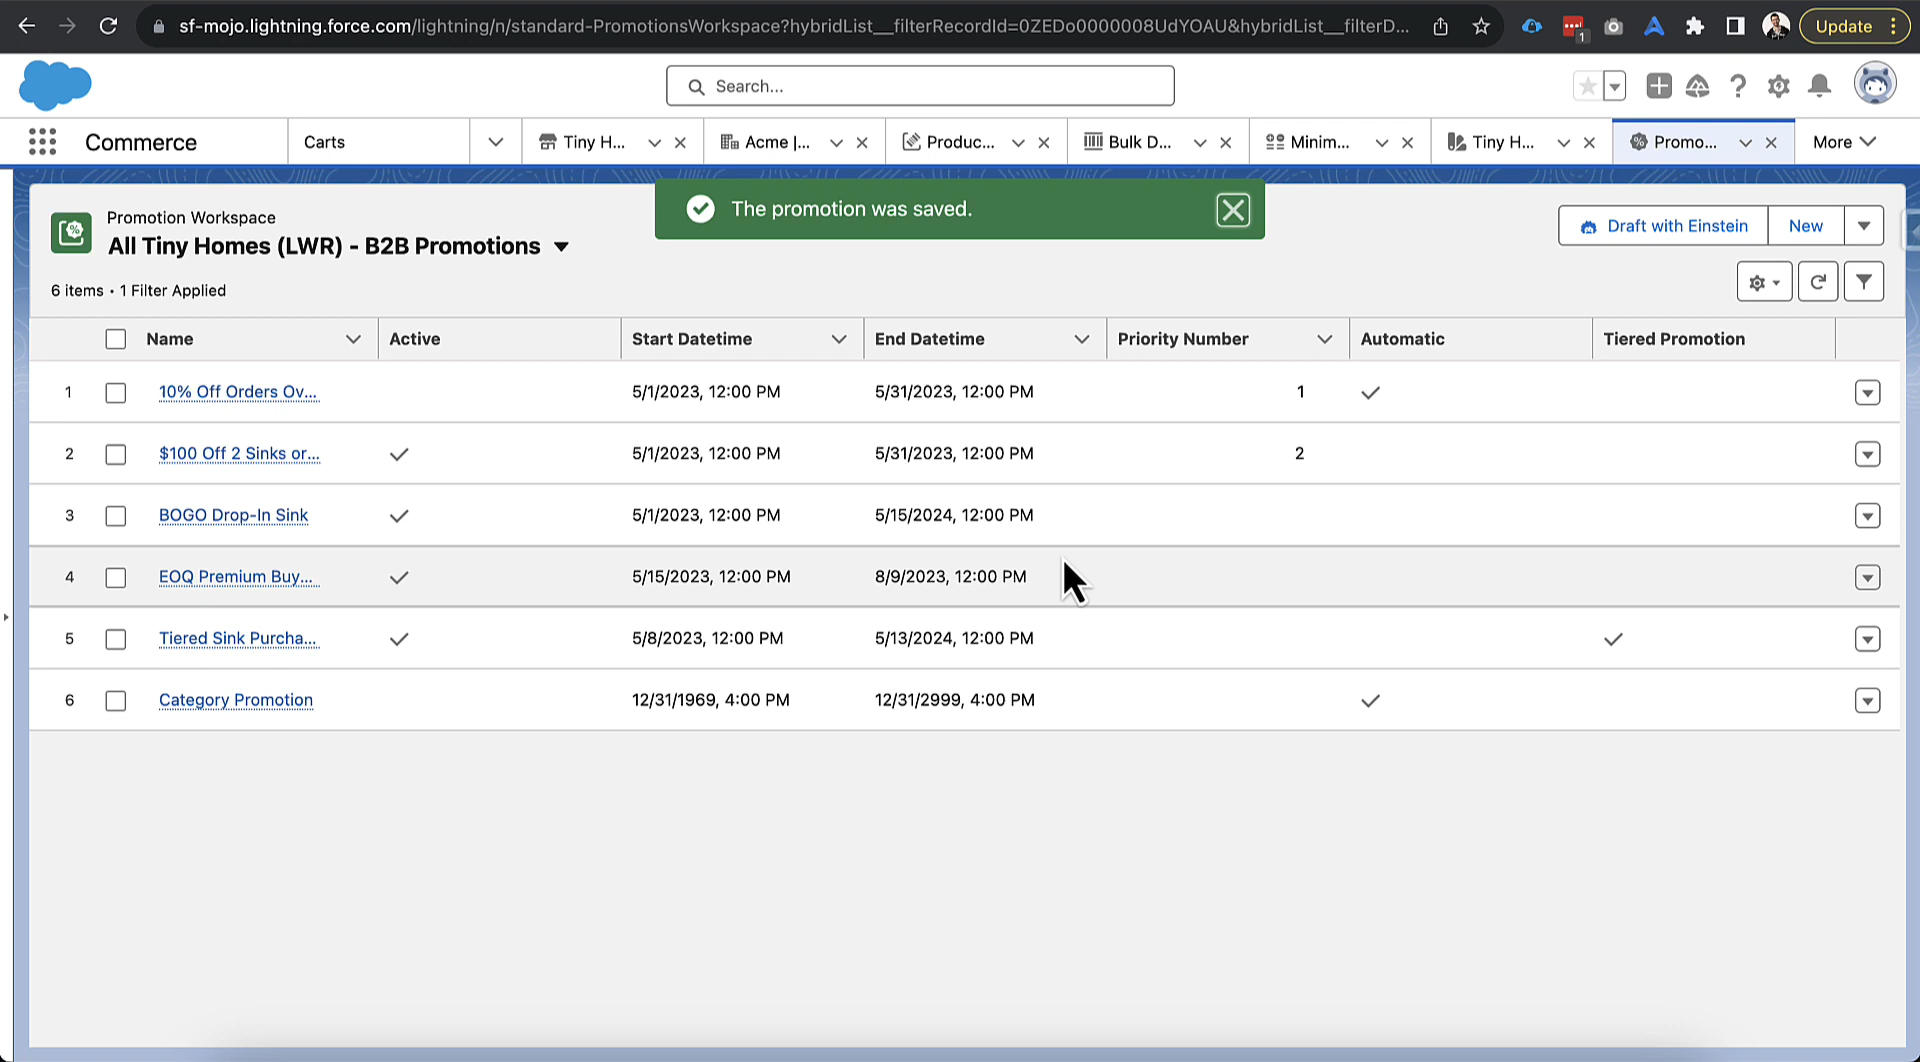 sf-mojo.lightning.force.com/lightning/n/standard-PromotionsWorkspace?hybridList__filterRecordId=0ZEDo0000008UdYOAU&hybridList__filterD...
1
Update
Search...
Commerce
Carts
Tiny H...
Acme |...
Produc...
Bulk D...
Minim...
Tiny H...
Promo...
More
The promotion was saved.
Promotion Workspace
All Tiny Homes (LWR) - B2B Promotions
Draft with Einstein
New
6 items • 1 Filter Applied
Name Active Start Datetime End Datetime Priority Number Automatic Tiered Promotion
1 10% Off Orders Ov... 5/1/2023, 12:00 PM 5/31/2023, 12:00 PM 1
2 $100 Off 2 Sinks or... 5/1/2023, 12:00 PM 5/31/2023, 12:00 PM 2
3 BOGO Drop-In Sink 5/1/2023, 12:00 PM 5/15/2024, 12:00 PM
4 EOQ Premium Buy... 5/15/2023, 12:00 PM 8/9/2023, 12:00 PM
5 Tiered Sink Purcha... 5/8/2023, 12:00 PM 5/13/2024, 12:00 PM
6 Category Promotion 12/31/1969, 4:00 PM 12/31/2999, 4:00 PM